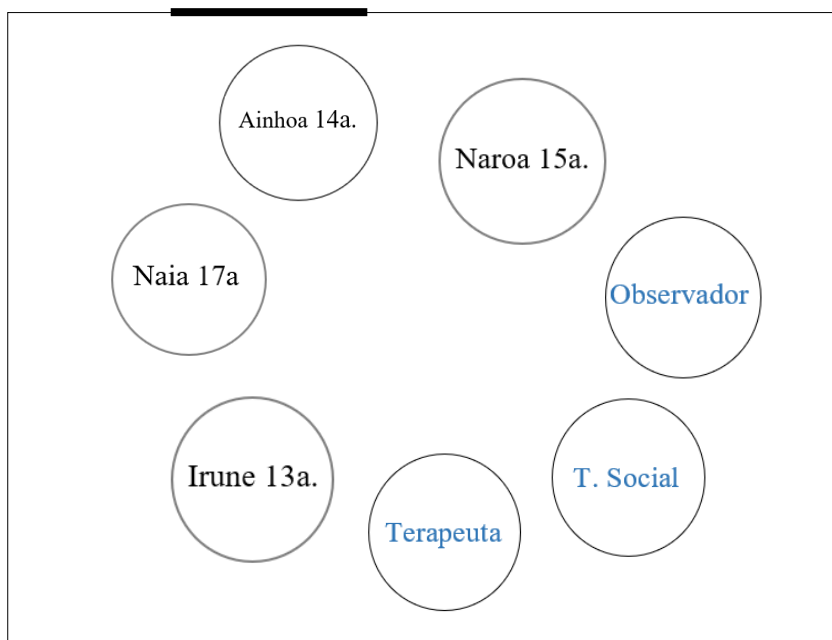 Ainhoa 14a.
Naroa 15a.
Naia 17a
Observador
Irune 13a.
T. Social
Terapeuta